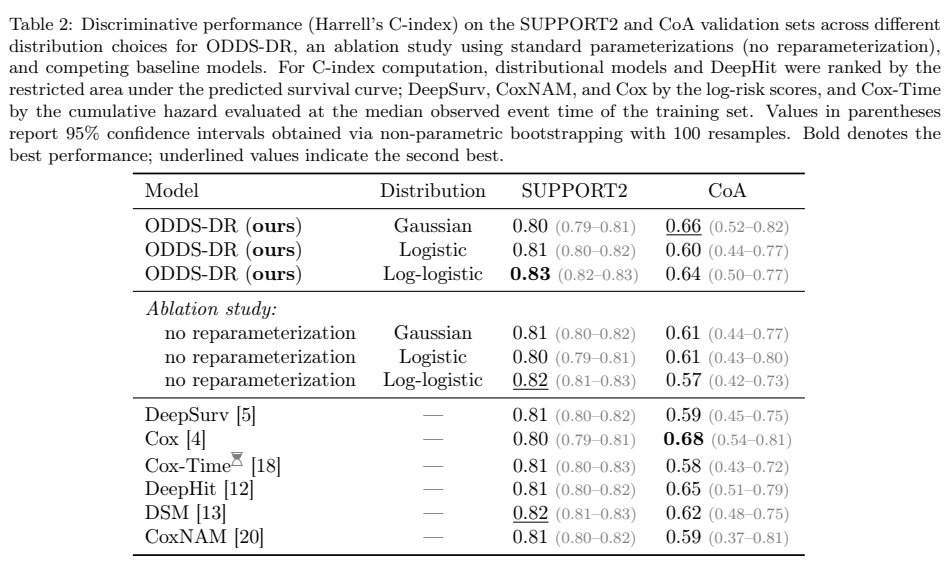 Table 2: Discriminative performance (Harrell's C-index) on the SUPPORT2 and CoA validation sets across different
distribution choices for ODDS-DR, an ablation study using standard parameterizations (no reparameterization),
and competing baseline models. For C-index computation, distributional models and DeepHit were ranked by the
restricted area under the predicted survival curve; DeepSurv, CoxNAM, and Cox by the log-risk scores, and Cox-Time
by the cumulative hazard evaluated at the median observed event time of the training set. Values in parentheses
report 95% confidence intervals obtained via non-parametric bootstrapping with 100 resamples. Bold denotes the
best performance; underlined values indicate the second best.
Model Distribution SUPPORT2 CoA
ODDS-DR (ours) Gaussian 0.80 (0.79–0.81) 0.66 (0.52–0.82)
ODDS-DR (ours) Logistic 0.81 (0.80–0.82) 0.60 (0.44–0.77)
ODDS-DR (ours) Log-logistic 0.83 (0.82–0.83) 0.64 (0.50–0.77)
Ablation study:
no reparameterization Gaussian 0.81 (0.80–0.82) 0.61 (0.44–0.77)
no reparameterization Logistic 0.80 (0.79–0.81) 0.61 (0.43–0.80)
no reparameterization Log-logistic 0.82 (0.81–0.83) 0.57 (0.42–0.73)
DeepSurv [5] — 0.81 (0.80–0.82) 0.59 (0.45–0.75)
Cox [4] — 0.80 (0.79–0.81) 0.68 (0.54–0.81)
Cox-Time⌛ [18] — 0.81 (0.80–0.83) 0.58 (0.43–0.72)
DeepHit [12] — 0.81 (0.80–0.82) 0.65 (0.51–0.79)
DSM [13] — 0.82 (0.81–0.83) 0.62 (0.48–0.75)
CoxNAM [20] — 0.81 (0.80–0.82) 0.59 (0.37–0.81)